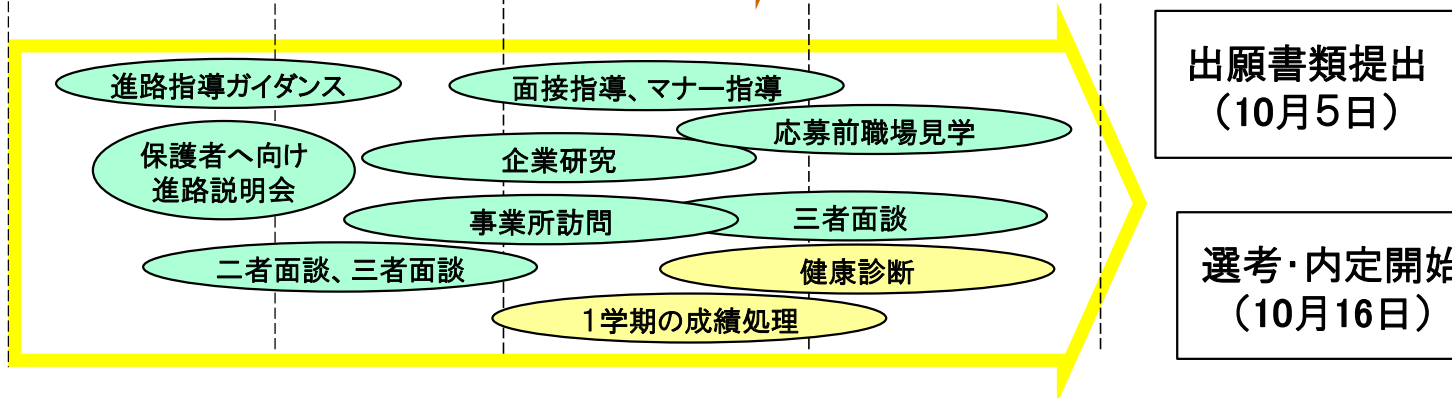 進路指導ガイダンス
面接指導、マナー指導
応募前職場見学
保護者へ向け
進路説明会
企業研究
事業所訪問
三者面談
二者面談、三者面談
健康診断
1学期の成績処理
出願書類提出
（10月5日）
選考・内定開始
（10月16日）